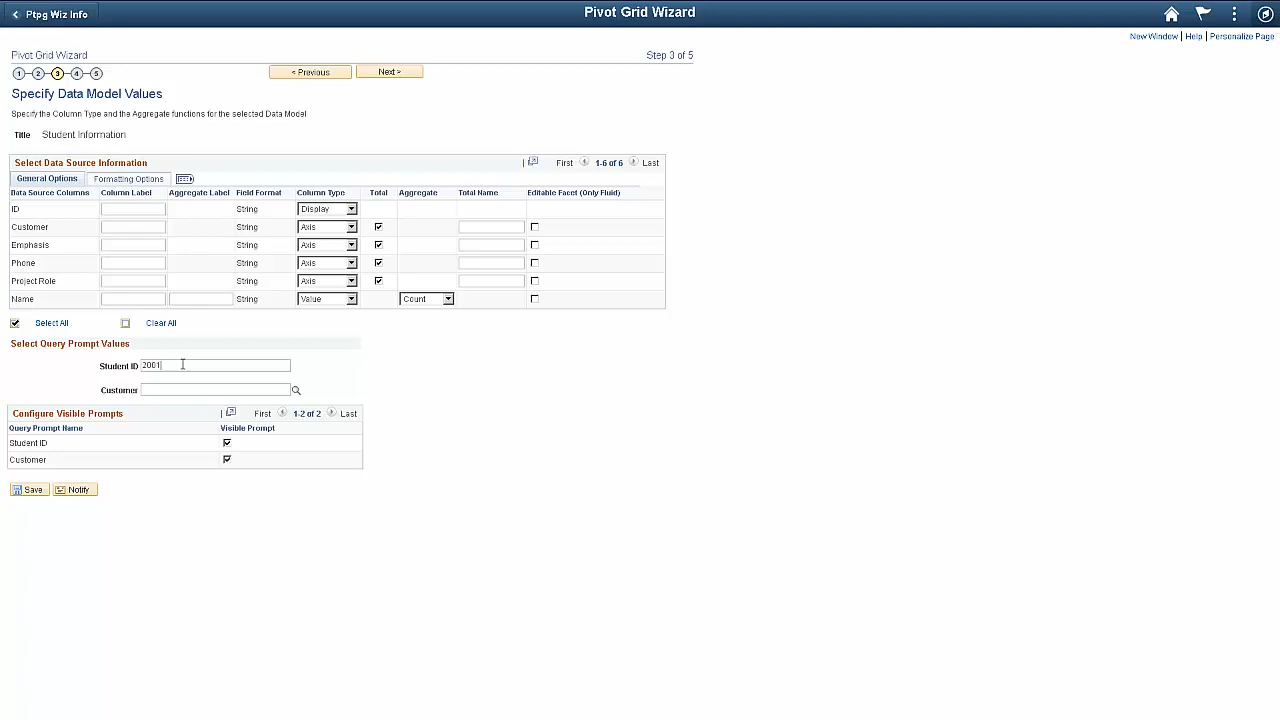 Ptpg Wiz Info
Pivot Grid Wizard
New Window | Help | Personalize Page
Pivot Grid Wizard
Step 3 of 5
1 2 3 4 5
< Previous
Next >
Specify Data Model Values
Specify the Column Type and the Aggregate functions for the selected Data Model
Title Student Information
Select Data Source Information | First 1-6 of 6 Last
General Options Formatting Options
Data Source Columns Column Label Aggregate Label Field Format Column Type Total Aggregate Total Name Editable Facet (Only Fluid)
ID String Display
Customer String Axis
Emphasis String Axis
Phone String Axis
Project Role String Axis
Name String Value Count
Select All Clear All
Select Query Prompt Values
Student ID 2001
Customer
Configure Visible Prompts | First 1-2 of 2 Last
Query Prompt Name Visible Prompt
Student ID
Customer
Save Notify